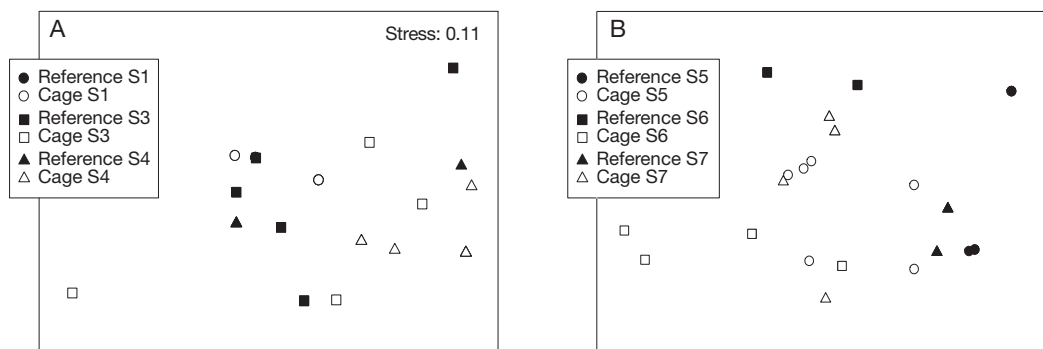 A
Stress: 0.11
Reference S1
Cage S1
Reference S3
Cage S3
Reference S4
Cage S4
B
Reference S5
Cage S5
Reference S6
Cage S6
Reference S7
Cage S7